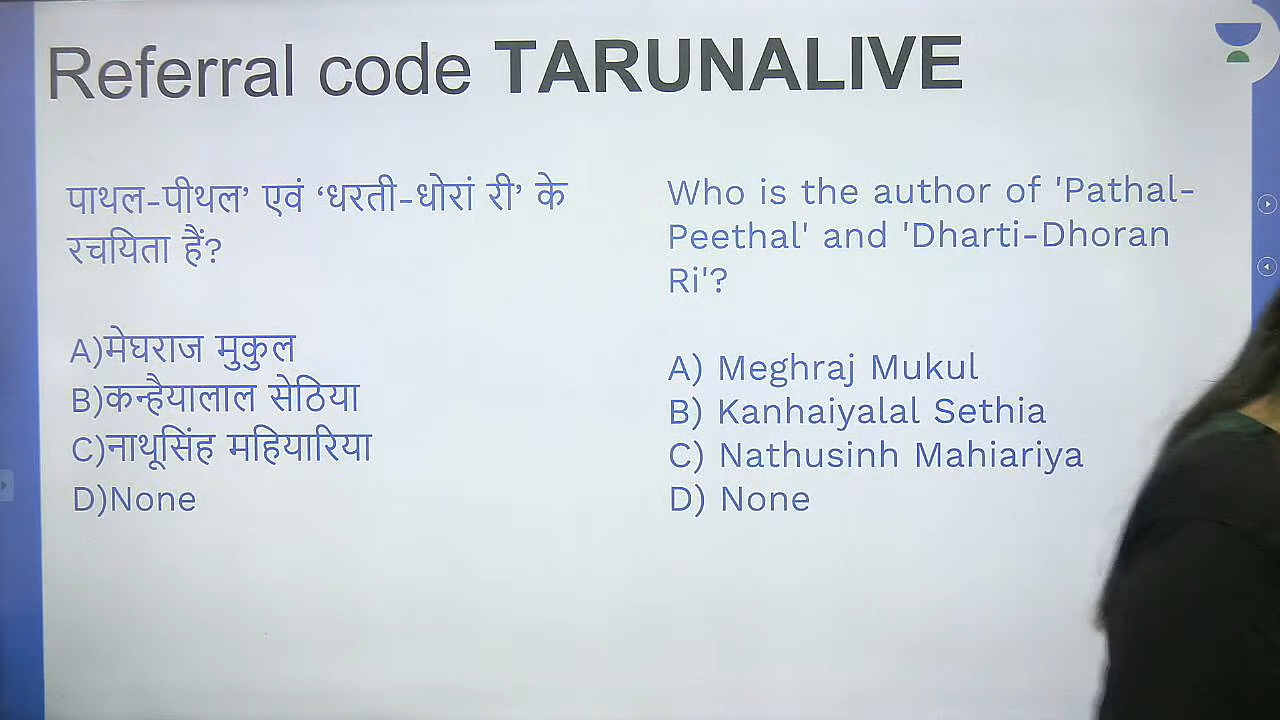 Referral code TARUNALIVE
पाथल-पीथल’ एवं ‘धरती-धोरां री’ के
रचयिता हैं?
A)मेघराज मुकुल
B)कन्हैयालाल सेठिया
C)नाथूसिंह महियारिया
D)None
Who is the author of 'Pathal-
Peethal' and 'Dharti-Dhoran
Ri'?
A) Meghraj Mukul
B) Kanhaiyalal Sethia
C) Nathusinh Mahiariya
D) None